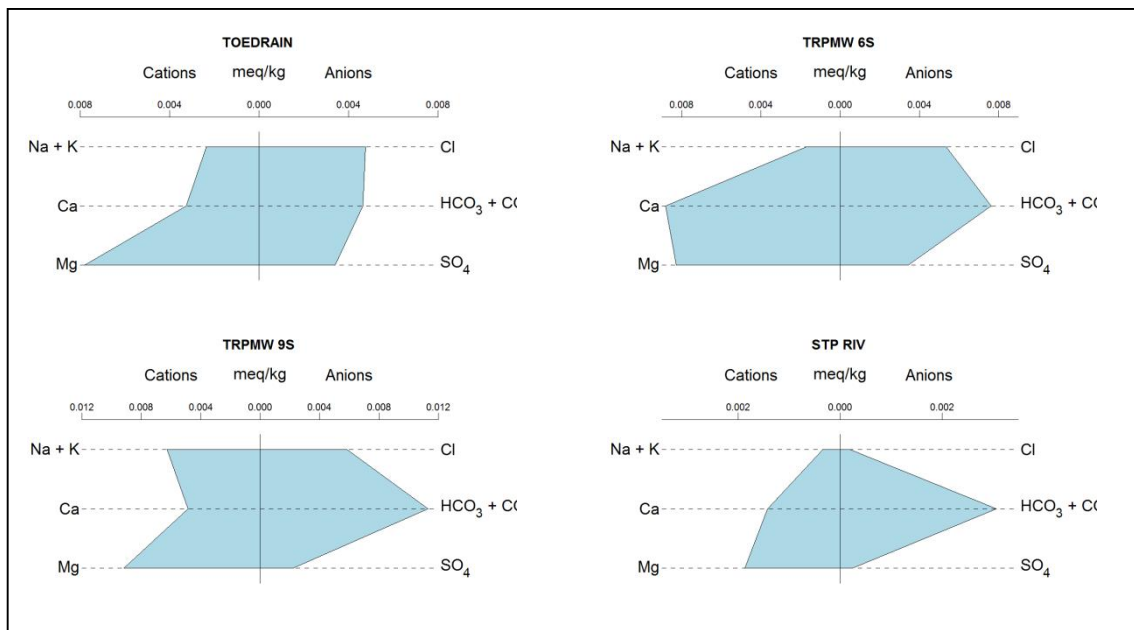 TOEDRAIN
Cations meq/kg Anions
0.008 0.004 0.000 0.004 0.008
Na + K Cl
Ca HCO3 + CO
Mg SO4
TRPMW 6S
Cations meq/kg Anions
0.008 0.004 0.000 0.004 0.008
Na + K Cl
Ca HCO3 + CO
Mg SO4
TRPMW 9S
Cations meq/kg Anions
0.012 0.008 0.004 0.000 0.004 0.008 0.012
Na + K Cl
Ca HCO3 + CO
Mg SO4
STP RIV
Cations meq/kg Anions
0.002 0.000 0.002
Na + K Cl
Ca HCO3 + CO
Mg SO4